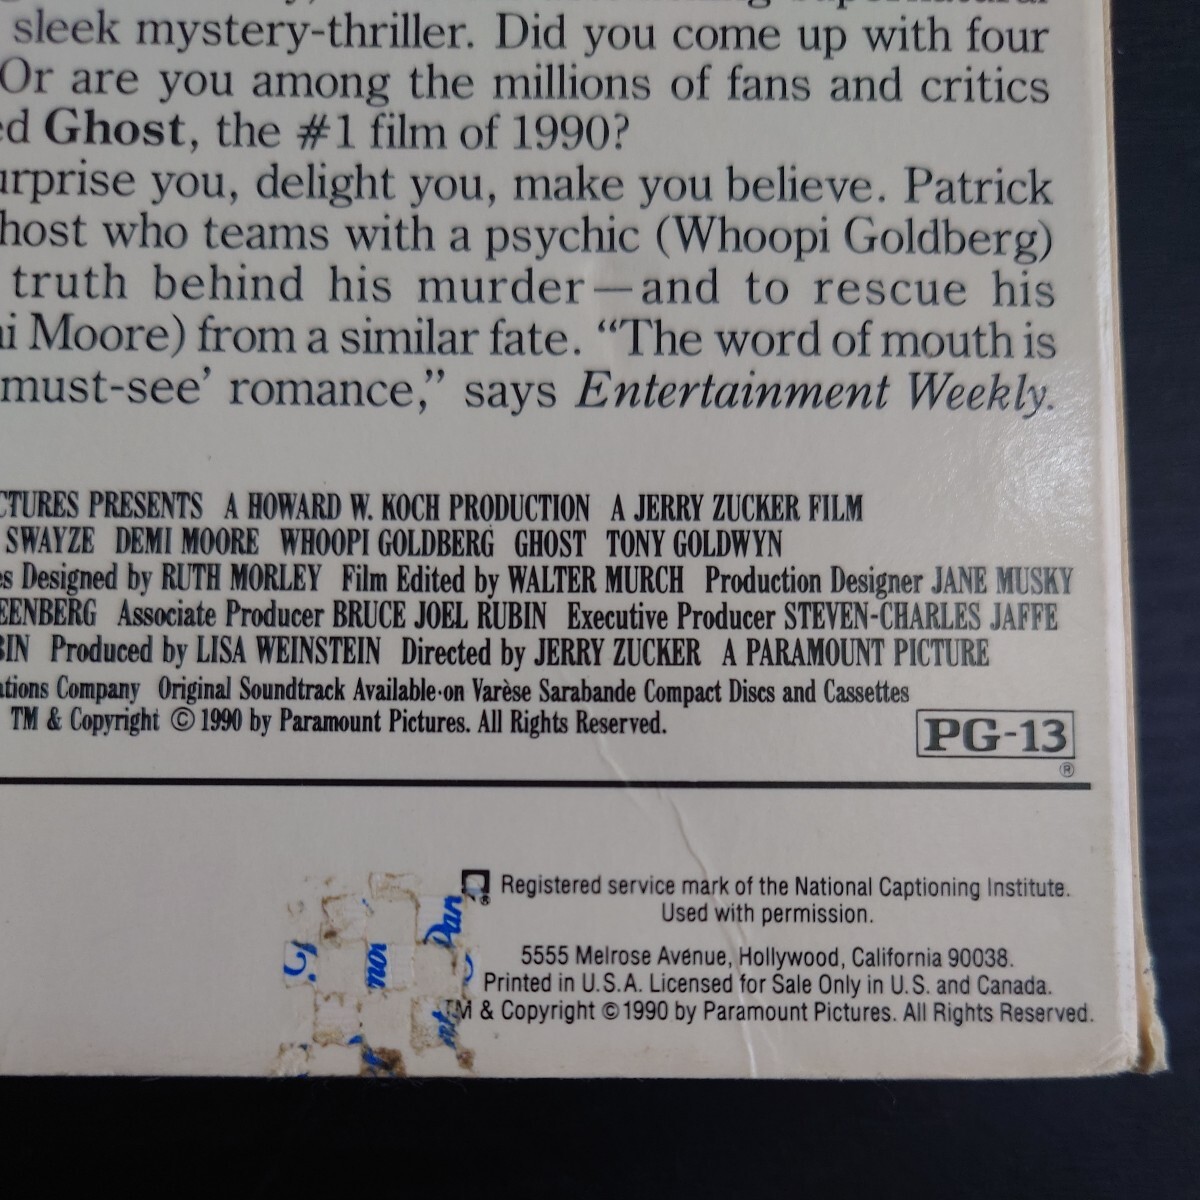 sleek mystery-thriller. Did you come up with four
Or are you among the millions of fans and critics
ed Ghost, the #1 film of 1990?
urprise you, delight you, make you believe. Patrick
host who teams with a psychic (Whoopi Goldberg)
truth behind his murder—and to rescue his
ni Moore) from a similar fate. “The word of mouth is
must-see’ romance,” says Entertainment Weekly.
CTURES PRESENTS A HOWARD W. KOCH PRODUCTION A JERRY ZUCKER FILM
SWAYZE DEMI MOORE WHOOPI GOLDBERG GHOST TONY GOLDWYN
es Designed by RUTH MORLEY Film Edited by WALTER MURCH Production Designer JANE MUSKY
EENBERG Associate Producer BRUCE JOEL RUBIN Executive Producer STEVEN-CHARLES JAFFE
BIN Produced by LISA WEINSTEIN Directed by JERRY ZUCKER A PARAMOUNT PICTURE
ations Company Original Soundtrack Available on Varèse Sarabande Compact Discs and Cassettes
TM & Copyright © 1990 by Paramount Pictures. All Rights Reserved.
PG-13
®
Registered service mark of the National Captioning Institute.
Used with permission.
5555 Melrose Avenue, Hollywood, California 90038.
Printed in U.S.A. Licensed for Sale Only in U.S. and Canada.
TM & Copyright © 1990 by Paramount Pictures. All Rights Reserved.